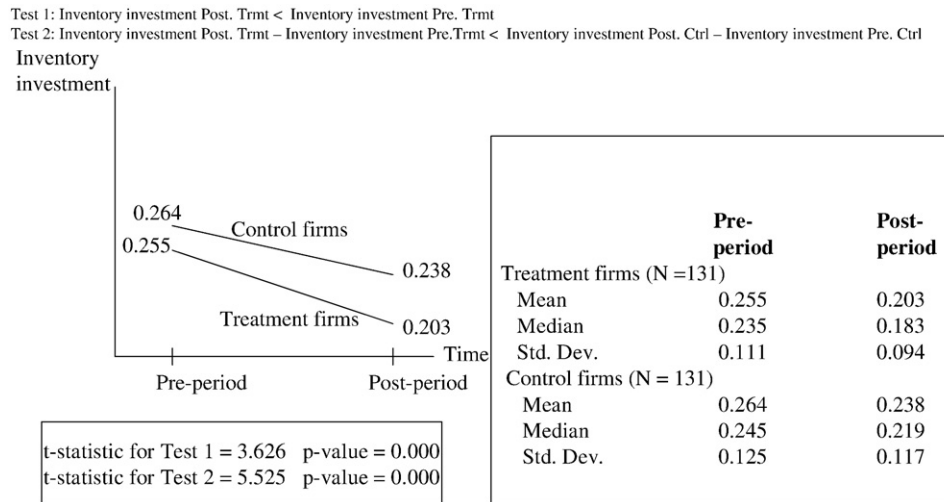 Test 1: Inventory investment Post. Trmt < Inventory investment Pre. Trmt
Test 2: Inventory investment Post. Trmt – Inventory investment Pre.Trmt < Inventory investment Post. Ctrl – Inventory investment Pre. Ctrl
Inventory
investment
0.264
Control firms
0.255
0.238
Treatment firms
0.203
Time
Pre-period
Post-period
t-statistic for Test 1 = 3.626 p-value = 0.000
t-statistic for Test 2 = 5.525 p-value = 0.000
Pre- Post-
period period
Treatment firms (N =131)
Mean 0.255 0.203
Median 0.235 0.183
Std. Dev. 0.111 0.094
Control firms (N = 131)
Mean 0.264 0.238
Median 0.245 0.219
Std. Dev. 0.125 0.117